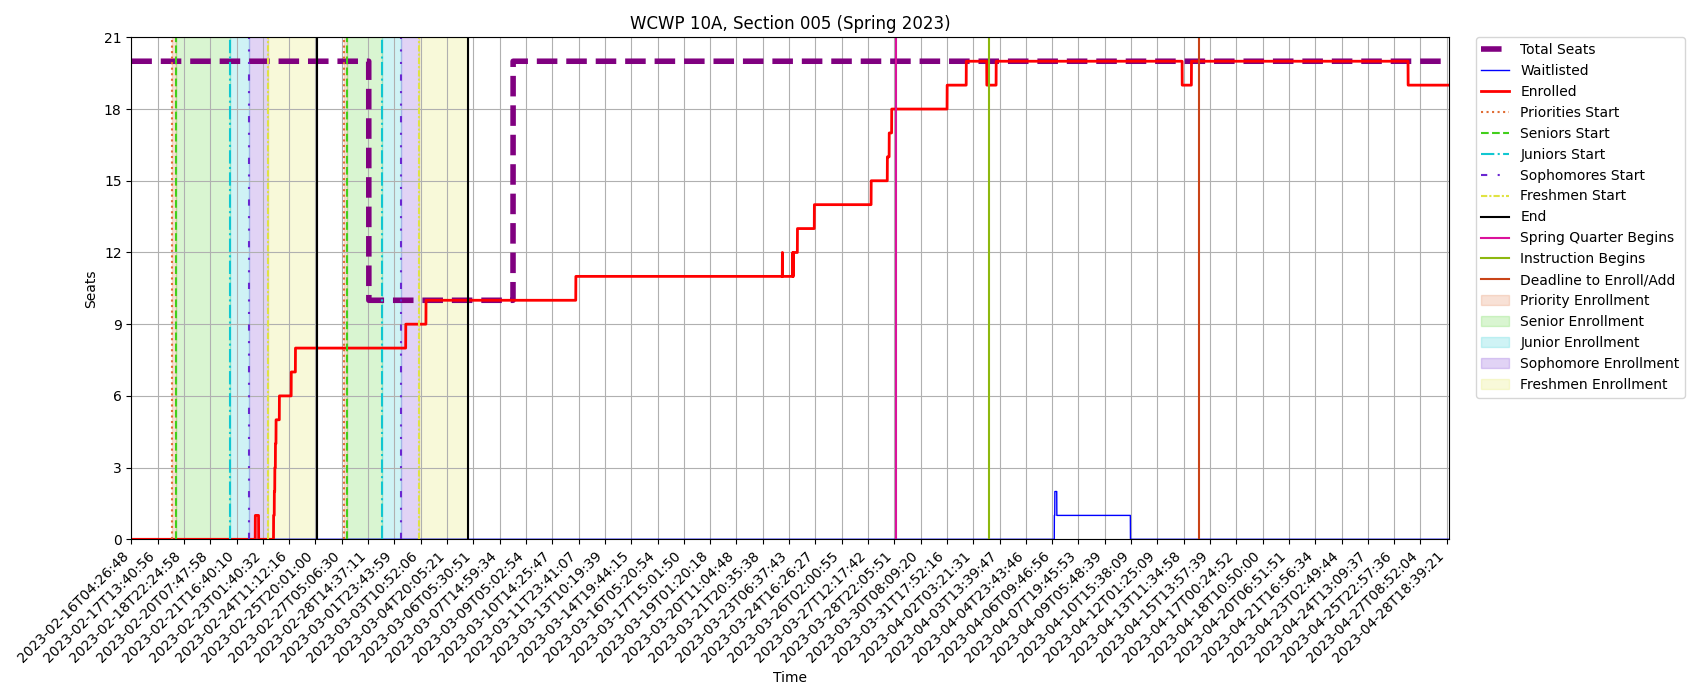 WCWP 10A, Section 005 (Spring 2023)
21
18
15
12
9
6
3
0
Seats
2023-02-16T04:26:48
2023-02-17T13:40:56
2023-02-18T22:24:58
2023-02-20T07:47:58
2023-02-21T16:40:10
2023-02-23T01:40:32
2023-02-24T11:12:16
2023-02-25T20:01:00
2023-02-27T05:06:30
2023-02-28T14:37:11
2023-03-01T23:43:59
2023-03-03T10:52:06
2023-03-04T20:05:21
2023-03-06T05:30:51
2023-03-07T14:59:34
2023-03-09T05:02:54
2023-03-10T14:25:47
2023-03-11T23:41:07
2023-03-13T10:19:39
2023-03-14T19:44:15
2023-03-16T05:20:54
2023-03-17T15:01:50
2023-03-19T01:20:18
2023-03-20T11:04:48
2023-03-21T20:35:38
2023-03-23T06:37:43
2023-03-24T16:26:27
2023-03-26T02:00:55
2023-03-27T12:17:42
2023-03-28T22:05:51
2023-03-30T08:09:20
2023-03-31T17:52:16
2023-04-02T03:21:31
2023-04-03T13:39:47
2023-04-04T23:43:46
2023-04-06T09:46:56
2023-04-07T19:45:53
2023-04-09T05:48:39
2023-04-10T15:38:09
2023-04-12T01:25:09
2023-04-13T11:34:58
2023-04-15T13:57:39
2023-04-17T00:24:52
2023-04-18T10:50:00
2023-04-20T06:51:51
2023-04-21T16:56:34
2023-04-23T02:49:44
2023-04-24T13:09:37
2023-04-25T22:57:36
2023-04-27T08:52:04
2023-04-28T18:39:21
Time
Total Seats
Waitlisted
Enrolled
Priorities Start
Seniors Start
Juniors Start
Sophomores Start
Freshmen Start
End
Spring Quarter Begins
Instruction Begins
Deadline to Enroll/Add
Priority Enrollment
Senior Enrollment
Junior Enrollment
Sophomore Enrollment
Freshmen Enrollment